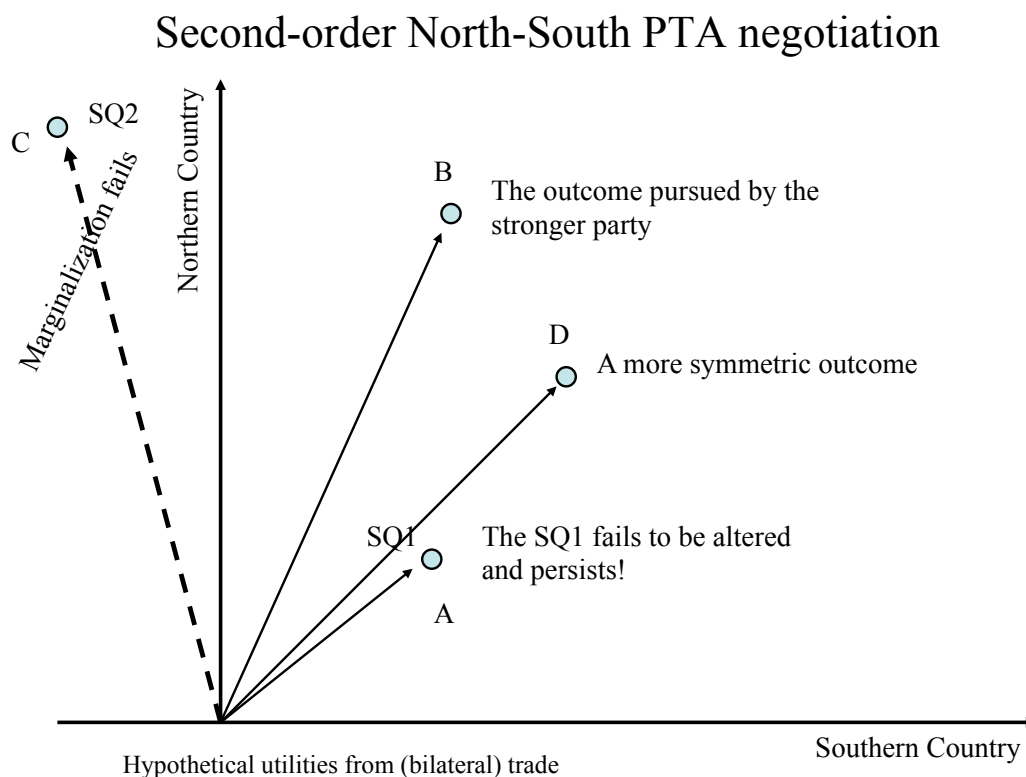 Second-order North-South PTA negotiation
SQ2
C
Marginalization fails
Northern Country
B
The outcome pursued by the
stronger party
D
A more symmetric outcome
SQ1
The SQ1 fails to be altered
and persists!
A
Southern Country
Hypothetical utilities from (bilateral) trade